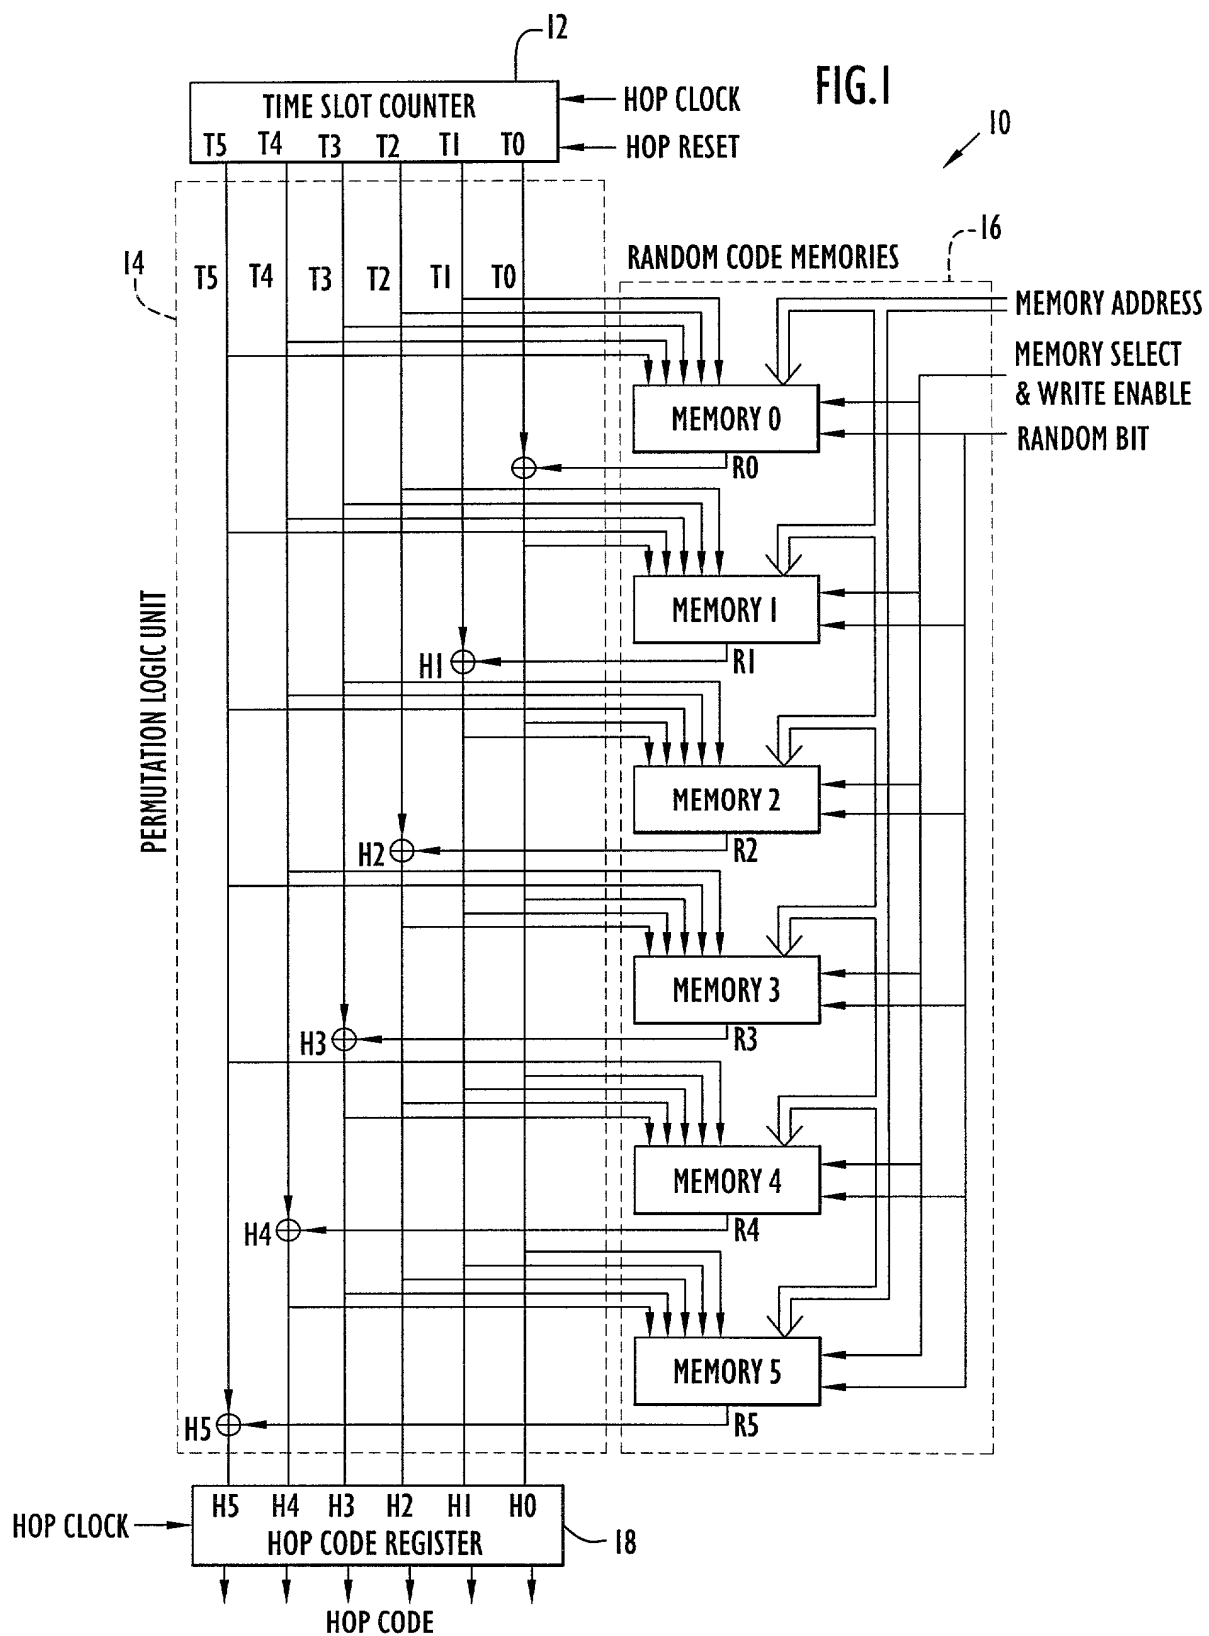 12
FIG.1
TIME SLOT COUNTER
T5 T4 T3 T2 T1 T0
HOP CLOCK
HOP RESET
10
14
T5 T4 T3 T2 T1 T0
16
RANDOM CODE MEMORIES
MEMORY ADDRESS
MEMORY SELECT
& WRITE ENABLE
RANDOM BIT
MEMORY 0
R0
MEMORY 1
H1
R1
PERMUTATION LOGIC UNIT
MEMORY 2
H2
R2
MEMORY 3
H3
R3
MEMORY 4
H4
R4
MEMORY 5
H5
R5
H5 H4 H3 H2 H1 H0
HOP CLOCK
HOP CODE REGISTER
18
HOP CODE